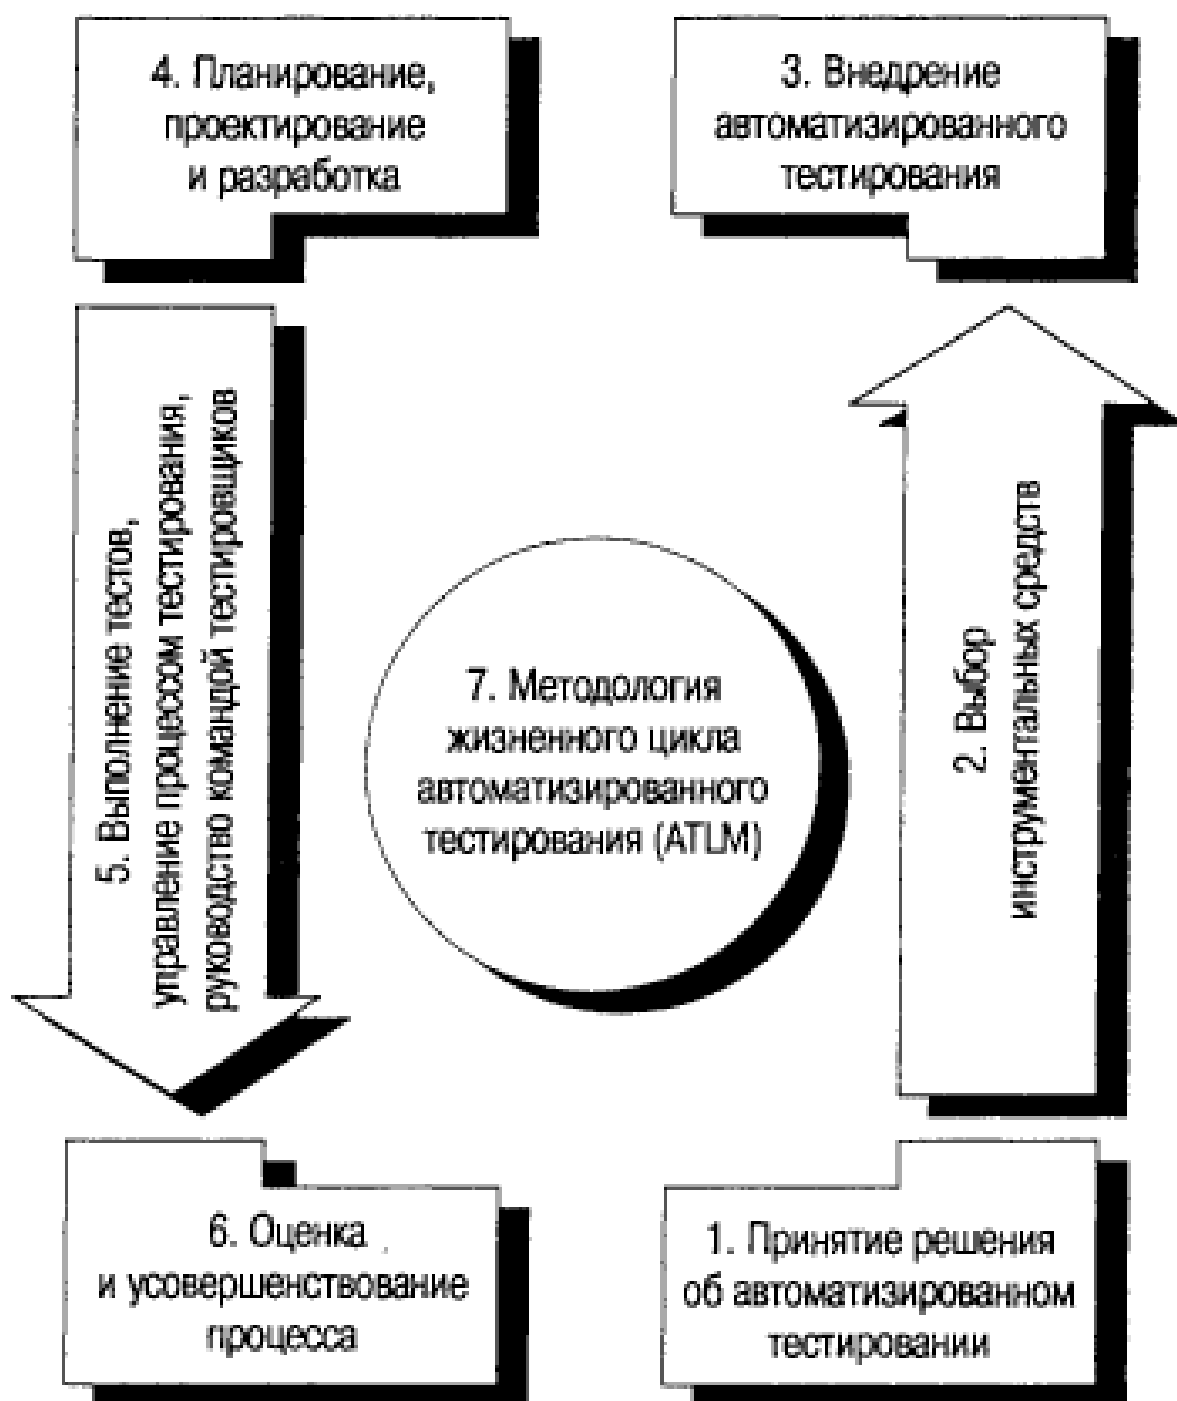 4. Планирование,
проектирование
и разработка
3. Внедрение
автоматизированного
тестирования
5. Выполнение тестов,
управление процессом тестирования,
руководство командой тестировщиков
7. Методология
жизненного цикла
автоматизированного
тестирования (ATLM)
2. Выбор
инструментальных средств
6. Оценка
и усовершенствование
процесса
1. Принятие решения
об автоматизированном
тестировании